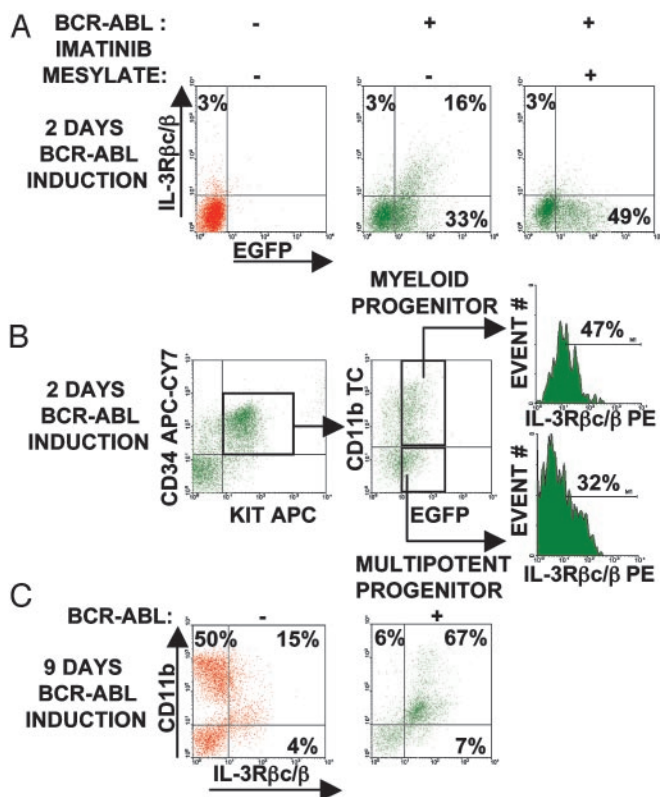 A
BCR-ABL : - + +
IMATINIB
MESYLATE: - - +
2 DAYS
BCR-ABL
INDUCTION
IL-3Rβc/β
3%
3% 16%
33%
3%
49%
EGFP
MYELOID
PROGENITOR
B
2 DAYS
BCR-ABL
INDUCTION
CD34 APC-CY7
KIT APC
CD11b TC
EGFP
EVENT #
47%
M1
IL-3Rβc/β PE
EVENT #
32%
M1
IL-3Rβc/β PE
MULTIPOTENT
PROGENITOR
C
BCR-ABL: - +
9 DAYS
BCR-ABL
INDUCTION
CD11b
50% 15%
4%
6% 67%
7%
IL-3Rβc/β